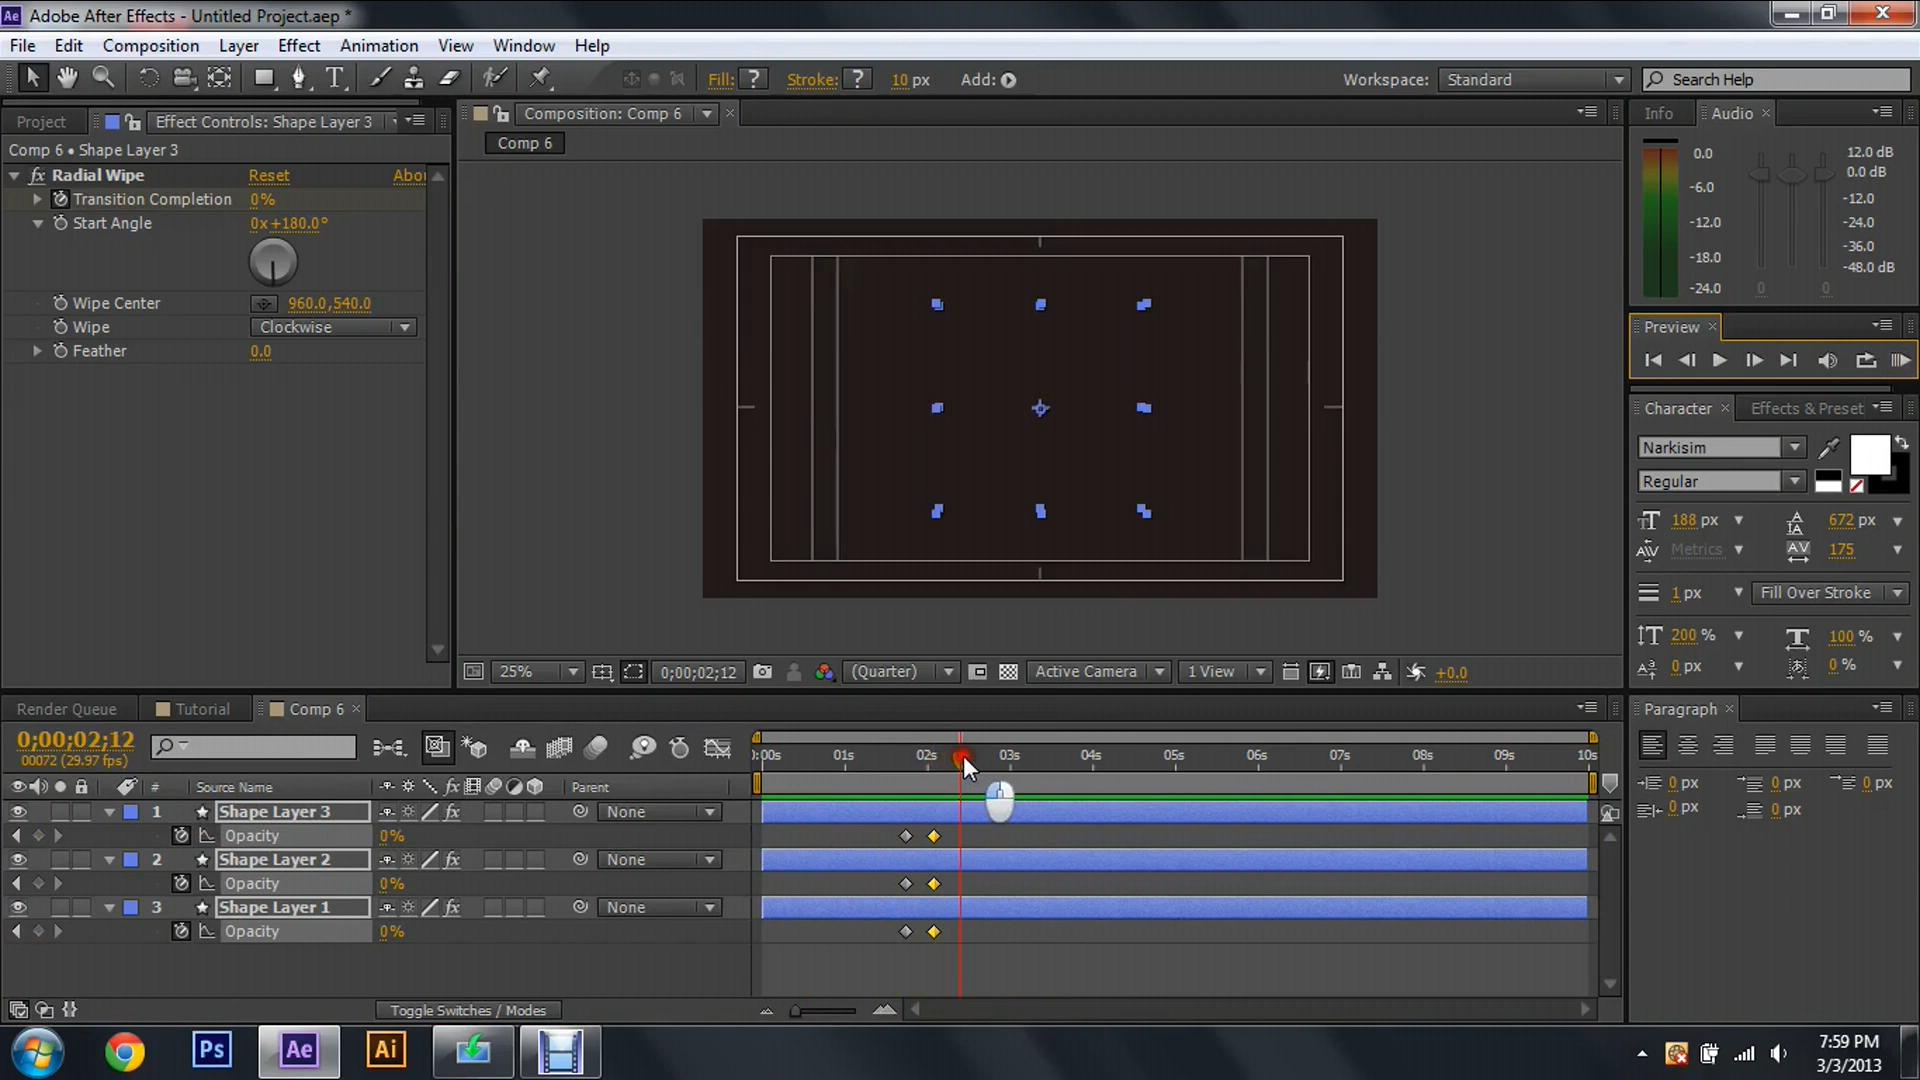 Ae Adobe After Effects - Untitled Project.aep *
File Edit Composition Layer Effect Animation View Window Help
Fill: ? Stroke: ? 10 px Add: Workspace: Standard Search Help
Project Effect Controls: Shape Layer 3 Composition: Comp 6 Info Audio
Comp 6 • Shape Layer 3
Comp 6
Radial Wipe Reset Abou
Transition Completion 0%
Start Angle 0x+180.0°
Wipe Center 960.0,540.0
Wipe Clockwise
Feather 0.0
0.0
-6.0
-12.0
-18.0
-24.0
12.0 dB
0.0 dB
-12.0
-24.0
-36.0
-48.0 dB
0 0
Preview
Character Effects & Preset
Narkisim
Regular
188 px 672 px
Metrics 175
1 px Fill Over Stroke
200 % 100 %
0 px 0 %
25% 0;00;02;12 (Quarter) Active Camera 1 View +0.0
Render Queue Tutorial Comp 6
Paragraph
0;00;02;12
00072 (29.97 fps)
:00s 01s 02s 03s 04s 05s 06s 07s 08s 09s 10s
# Source Name fx Parent
1 Shape Layer 3 fx None
Opacity 0%
2 Shape Layer 2 fx None
Opacity 0%
3 Shape Layer 1 fx None
Opacity 0%
0 px 0 px 0 px
0 px 0 px
Toggle Switches / Modes
Ps Ae Ai
7:59 PM
3/3/2013